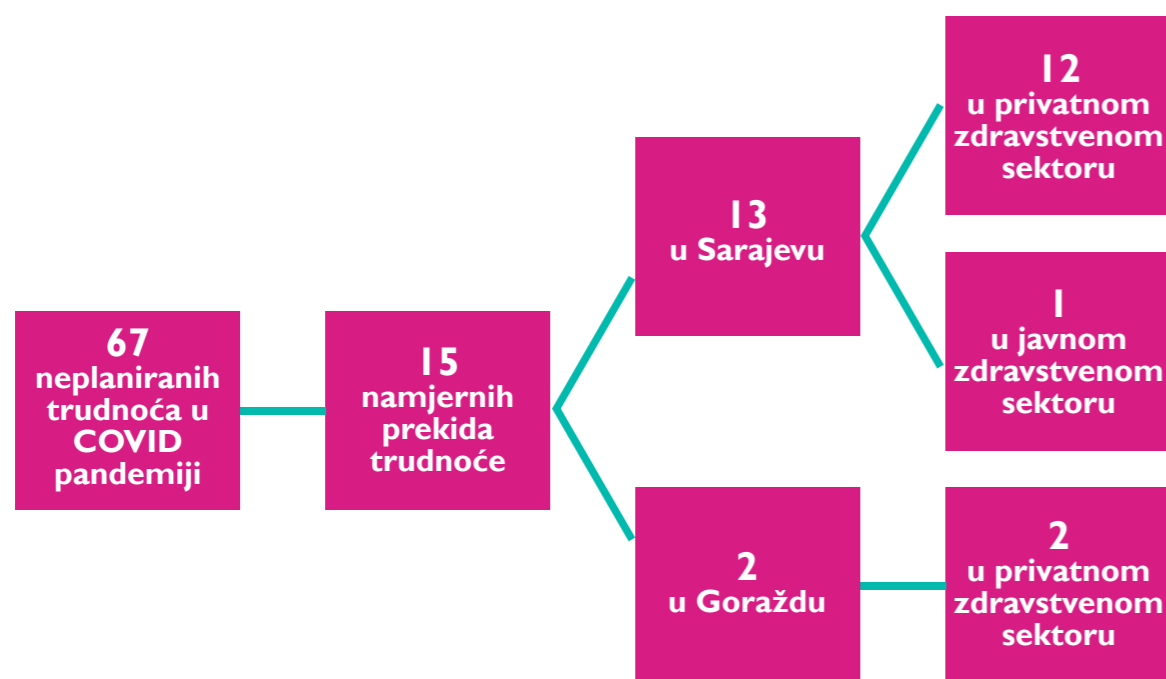 67
neplaniranih
trudnoća u
COVID
pandemiji
15
namjernih
prekida
trudnoće
13
u Sarajevu
12
u privatnom
zdravstvenom
sektoru
1
u javnom
zdravstvenom
sektoru
2
u Goraždu
2
u privatnom
zdravstvenom
sektoru